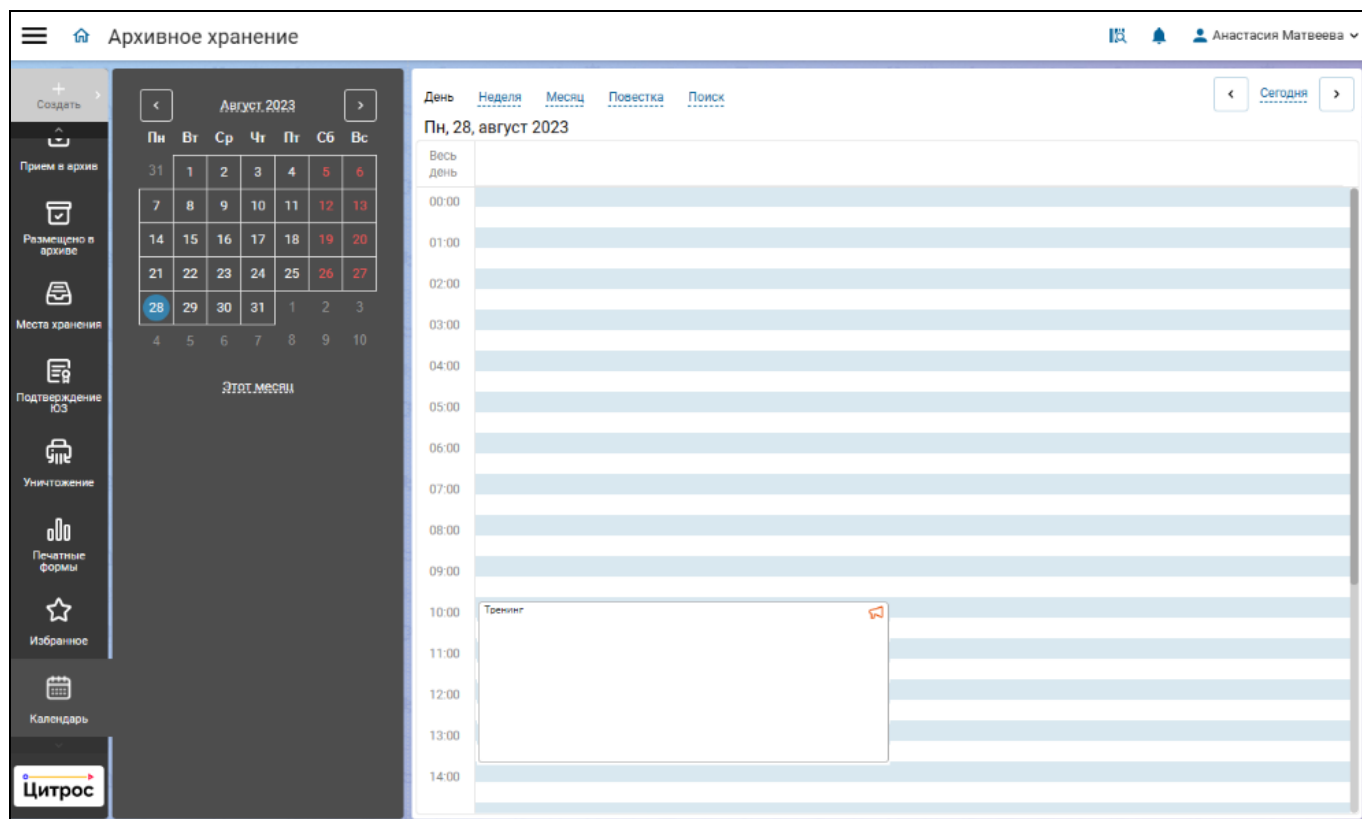 Архивное хранение
Анастасия Матвеева
Создать
Прием в архив
Размещено в
архиве
Места хранения
Подтверждение
ЮЗ
Уничтожение
Печатные
формы
Избранное
Календарь
Цитрос
Август 2023
Пн Вт Ср Чт Пт Сб Вс
31 1 2 3 4 5 6
7 8 9 10 11 12 13
14 15 16 17 18 19 20
21 22 23 24 25 26 27
28 29 30 31 1 2 3
4 5 6 7 8 9 10
Этот месяц
День Неделя Месяц Повестка Поиск
Сегодня
Пн, 28, август 2023
Весь
день
00:00
01:00
02:00
03:00
04:00
05:00
06:00
07:00
08:00
09:00
10:00 Тренинг
11:00
12:00
13:00
14:00